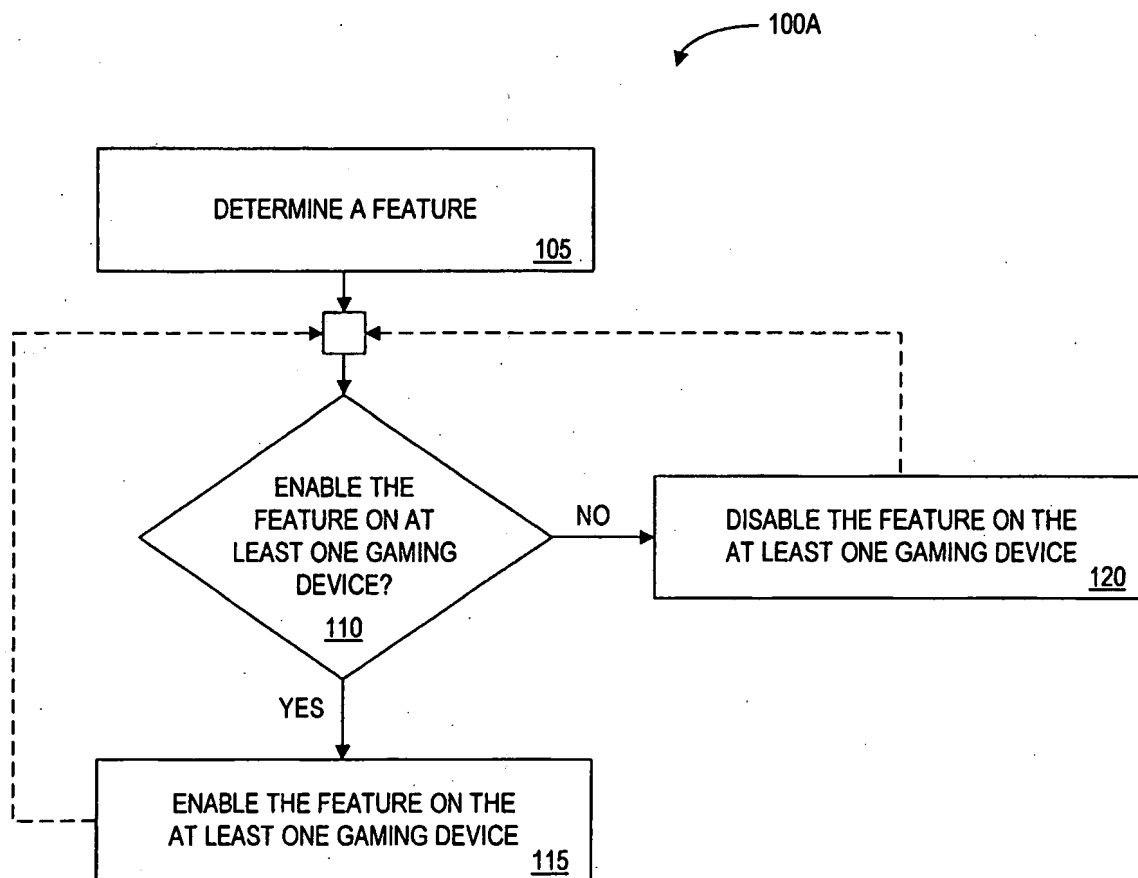 100A
DETERMINE A FEATURE
105
ENABLE THE
FEATURE ON AT
LEAST ONE GAMING
DEVICE?
110
NO
DISABLE THE FEATURE ON THE
AT LEAST ONE GAMING DEVICE
120
YES
ENABLE THE FEATURE ON THE
AT LEAST ONE GAMING DEVICE
115